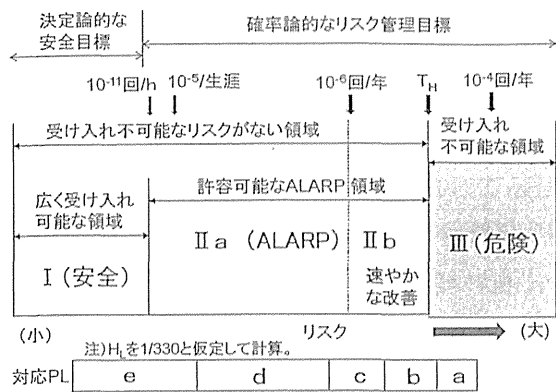 決定論的な
安全目標
確率論的なリスク管理目標
10⁻¹¹回/h
10⁻⁵/生涯
10⁻⁶回/年
T_H
10⁻⁴回/年
受け入れ不可能なリスクがない領域
受け入れ
不可能な領域
広く受け入れ
可能な領域
許容可能なALARP 領域
Ⅰ(安全)
Ⅱa (ALARP)
Ⅱb
速やか
な改善
Ⅲ(危険)
(小)
リスク
(大)
注)H_Lを1/330と仮定して計算。
対応PL
e
d
c
b
a